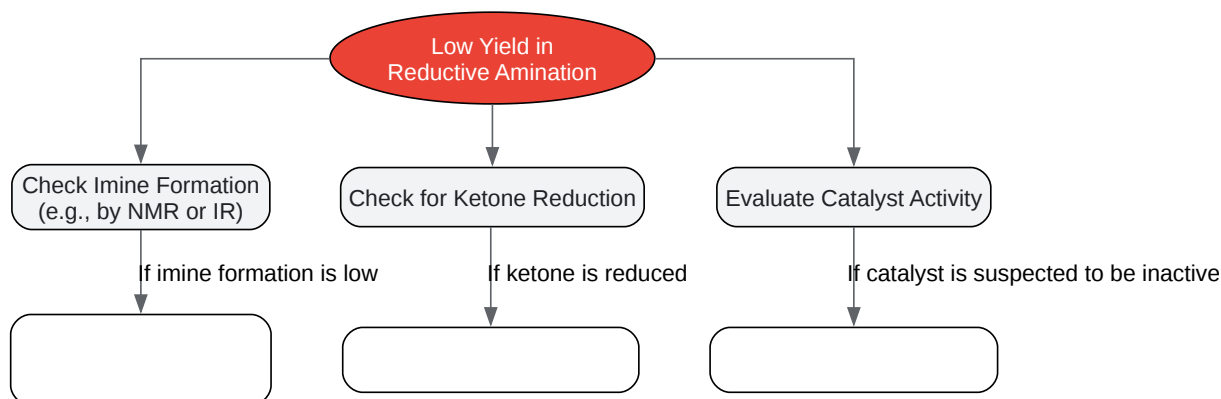 Low Yield in
Reductive Amination
Check Imine Formation
(e.g., by NMR or IR)
Check for Ketone Reduction
Evaluate Catalyst Activity
If imine formation is low
If ketone is reduced
If catalyst is suspected to be inactive